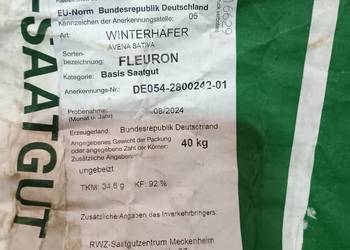 -SAATGUT
EU-Norm Bundesrepublik Deutschland
Kennzeichen der Anerkennungsstelle: 05
Art: WINTERHAFER
AVENA SATIVA
Sorten-
bezeichnung: FLEURON
Kategorie: Basis Saatgut
Anerkennungs-Nr.: DE054-2800242-01
Probenahme: 08/2024
(Monat u. Jahr)
Erzeugerland: Bundesrepublik Deutschland
Angegebenes Gewicht der Packung
oder angegebene Zahl der Körner: 40 kg
Zusätzliche Angaben:
ungebeizt
TKM: 34,6 g KF: 92 %
Zusätzliche Angaben des Inverkehrbringers:
RWZ-Saatgutzentrum Meckenheim